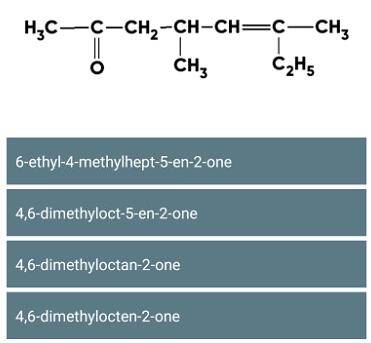 H₃C—C—CH₂—CH—CH=C—CH₃
O CH₃ C₂H₅
6-ethyl-4-methylhept-5-en-2-one
4,6-dimethyloct-5-en-2-one
4,6-dimethyloctan-2-one
4,6-dimethylocten-2-one